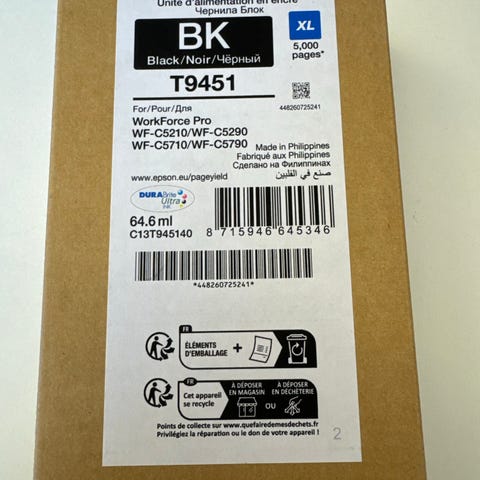 Unité d'alimentation en encre
Чернила Блок
BK
Black/Noir/Чёрный
XL
5,000
pages*
T9451
448260725241
For/Pour/Для
WorkForce Pro
WF-C5210/WF-C5290
WF-C5710/WF-C5790
Made in Philippines
Fabriqué aux Philippines
Сделано на Филиппинах
صنع في الفلبين
www.epson.eu/pageyield
DURABrite
Ultra
INK
64.6 ml
C13T945140
8 715946 645346
*448260725241*
FR
ÉLÉMENTS
D'EMBALLAGE
+
FR
Cet appareil
se recycle
À DÉPOSER
EN MAGASIN
OU
À DÉPOSER
EN DÉCHÈTERIE
Points de collecte sur www.quefairedemesdechets.fr
Privilégiez la réparation ou le don de votre appareil !
2